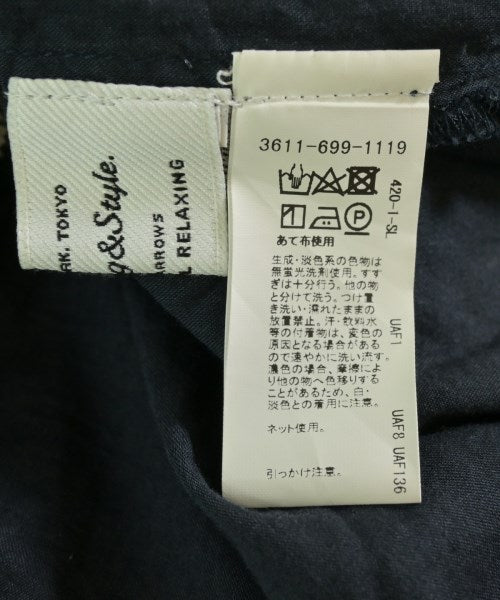 3611-699-1119
あて布使用
生成・淡色系の色物は
無蛍光洗剤使用。すす
ぎは十分行う。他の物
と分けて洗う。つけ置
き洗い・濡れたままの
放置禁止。汗・飲料水
等の付着物は、変色の
原因となる場合がある
ので速やかに洗い流す。
濃色の場合、摩擦によ
り他の物へ色移りする
ことがあるため、白・
淡色との着用に注意。
ネット使用。
引っかけ注意。
420-I-SL
UAF1
UAF8 UAF136
RK, TOKYO
g&Style.
ARROWS
L RELAXING